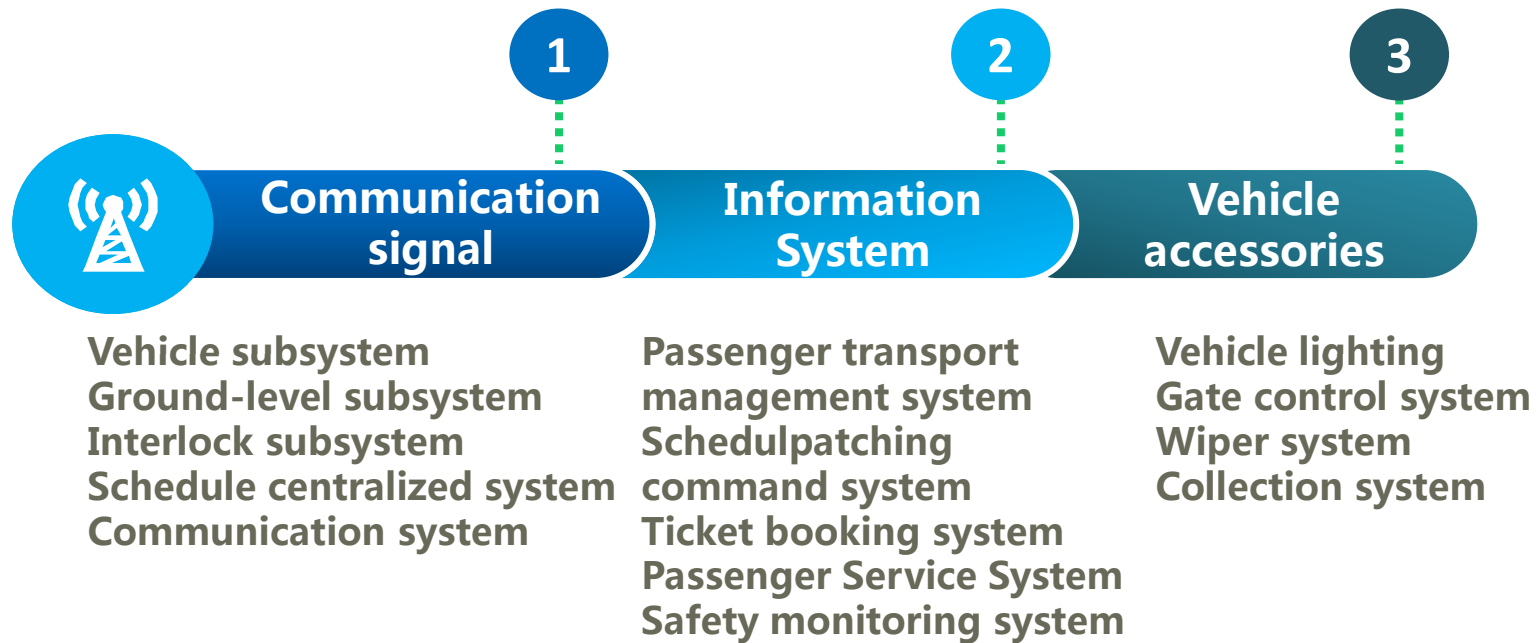 1
2
3
Communication
signal
Information
System
Vehicle
accessories
Vehicle subsystem
Ground-level subsystem
Interlock subsystem
Schedule centralized system
Communication system
Passenger transport
management system
Schedulpatching
command system
Ticket booking system
Passenger Service System
Safety monitoring system
Vehicle lighting
Gate control system
Wiper system
Collection system